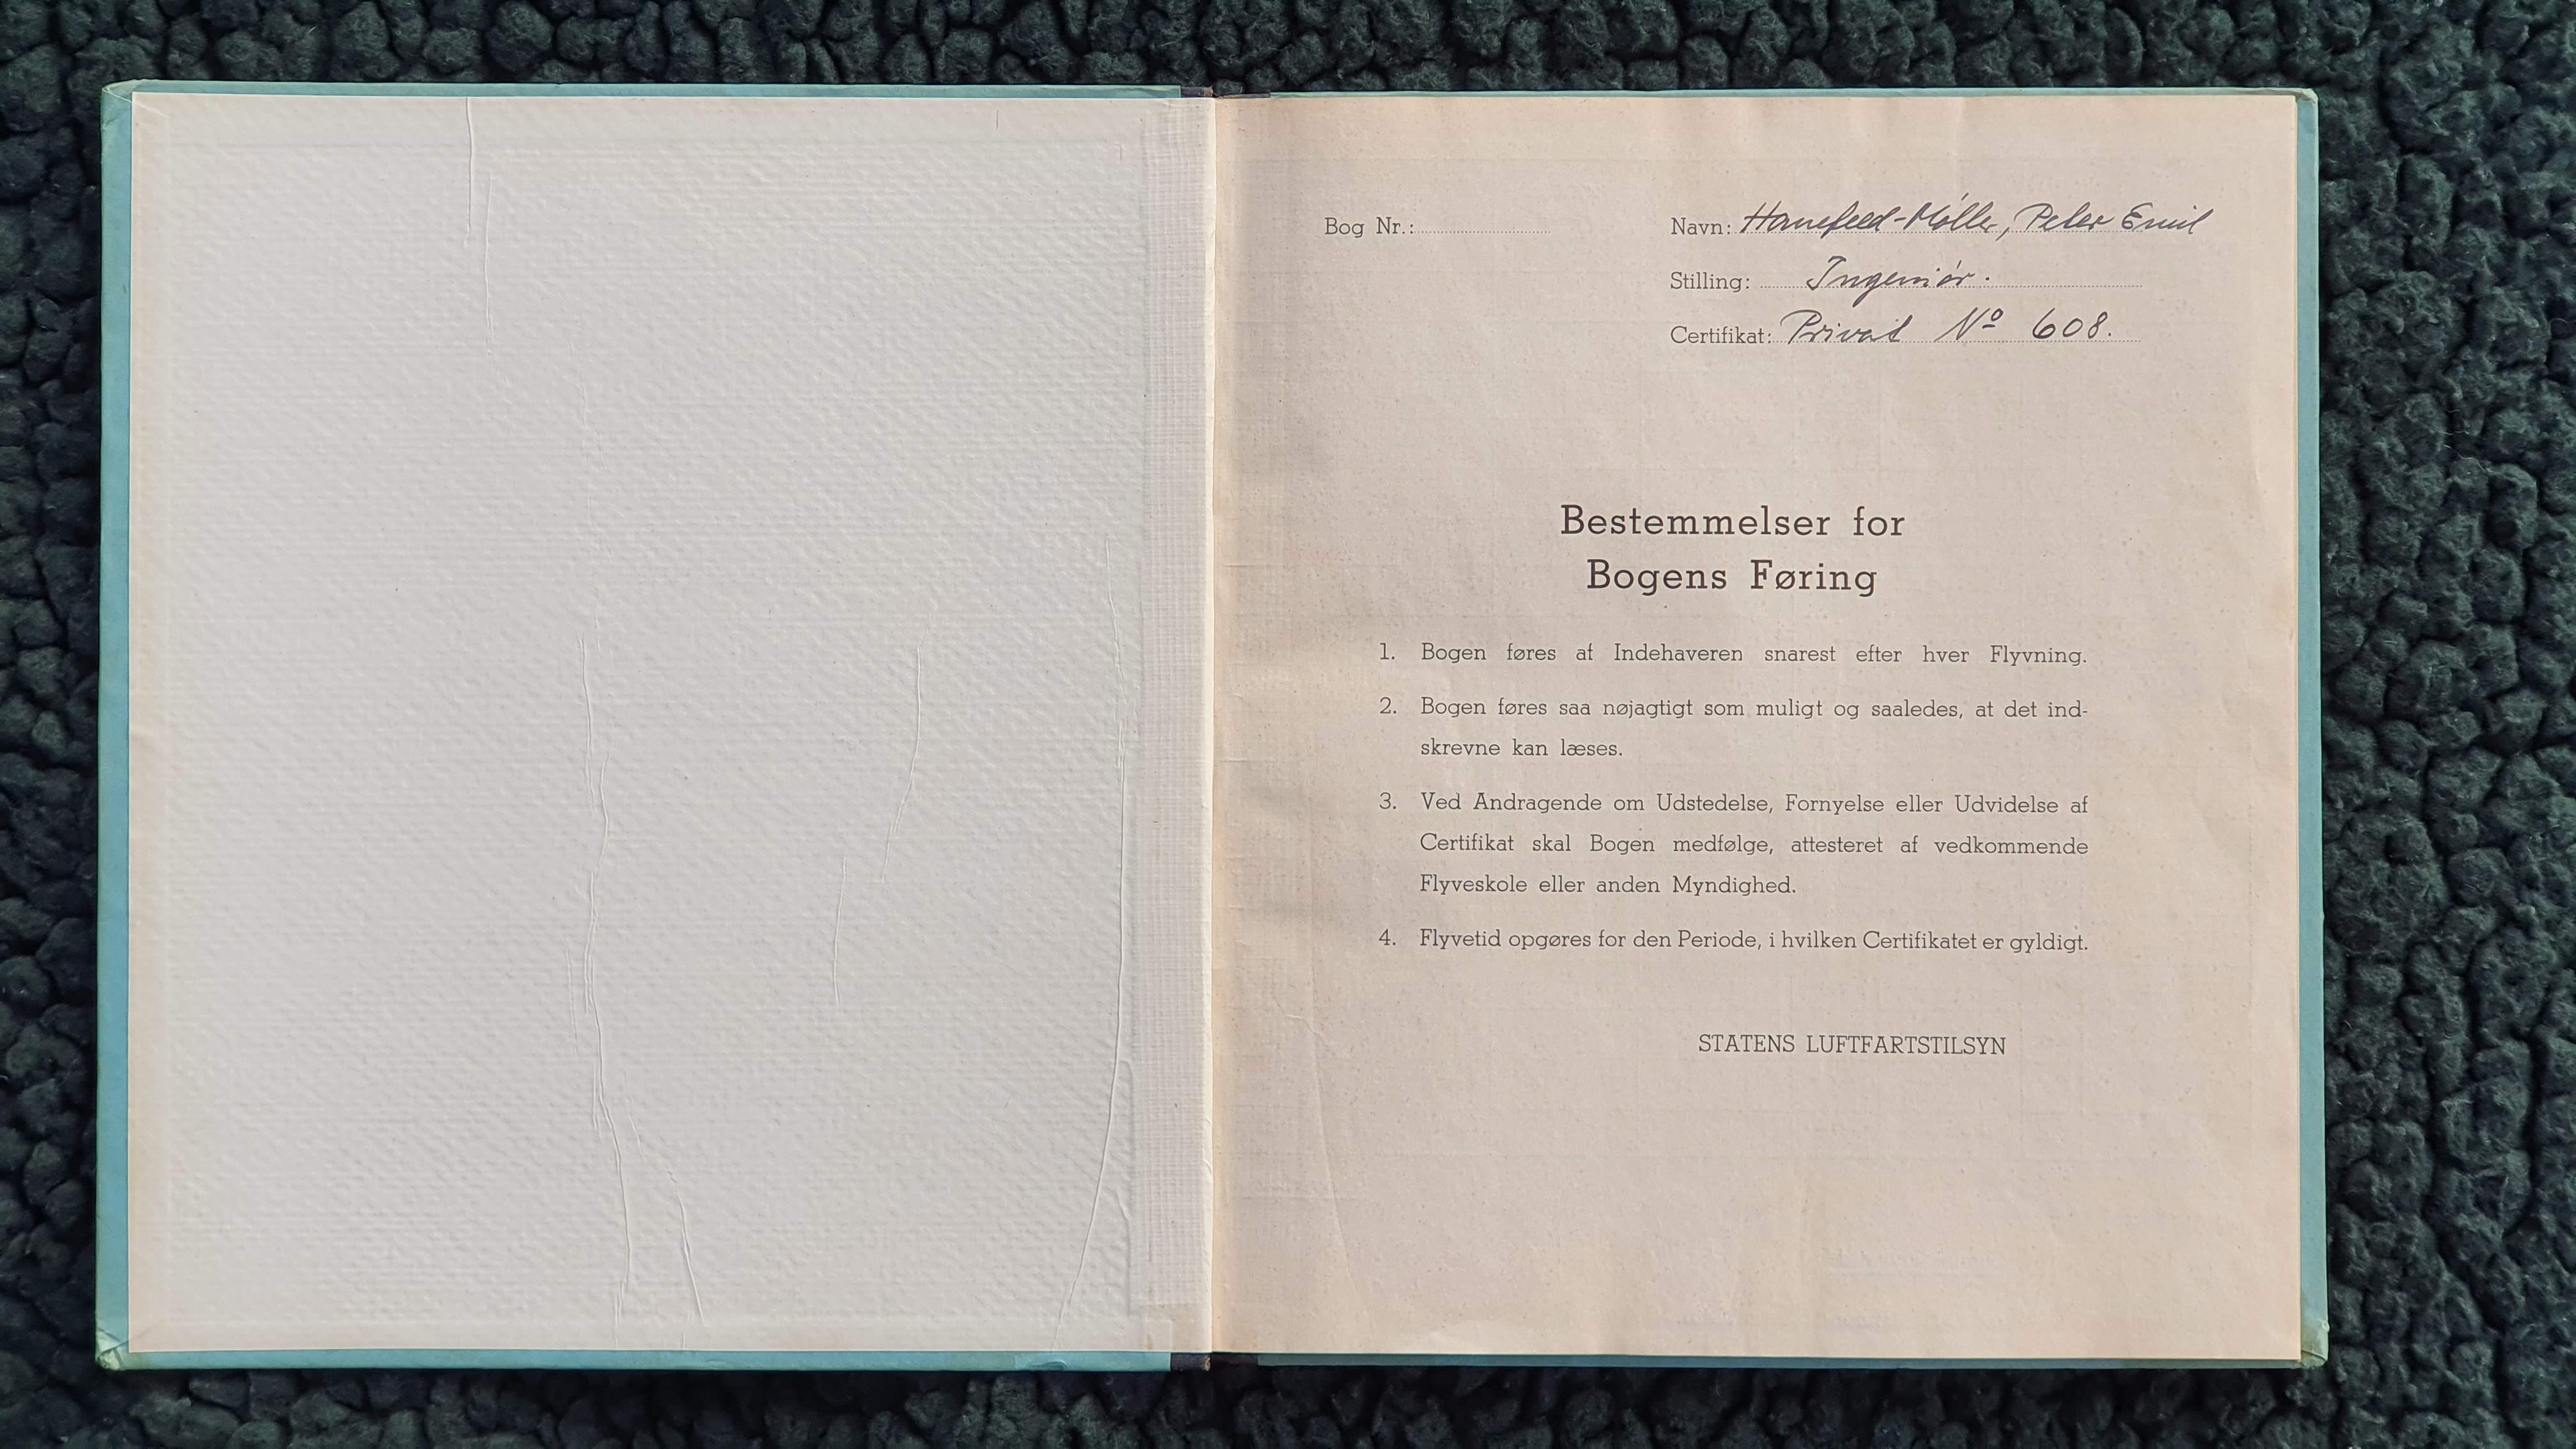 Bog Nr.:
Navn: Hannefeld-Møller, Peter Emil
Stilling: Ingeniør.
Certifikat: Privat Nº 608.
Bestemmelser for
Bogens Føring
1. Bogen føres af Indehaveren snarest efter hver Flyvning.
2. Bogen føres saa nøjagtigt som muligt og saaledes, at det ind-
skrevne kan læses.
3. Ved Andragende om Udstedelse, Fornyelse eller Udvidelse af
Certifikat skal Bogen medfølge, attesteret af vedkommende
Flyveskole eller anden Myndighed.
4. Flyvetid opgøres for den Periode, i hvilken Certifikatet er gyldigt.
STATENS LUFTFARTSTILSYN